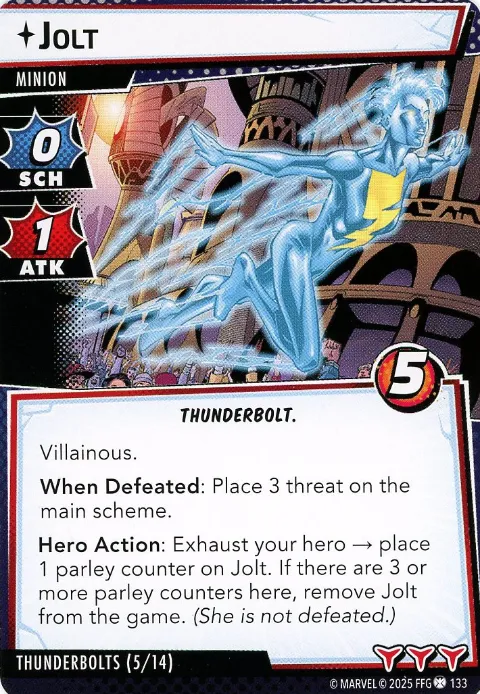 Jolt
MINION
0
SCH
1
ATK
5
THUNDERBOLT.
Villainous.
When Defeated: Place 3 threat on the
main scheme.
Hero Action: Exhaust your hero → place
1 parley counter on Jolt. If there are 3 or
more parley counters here, remove Jolt
from the game. (She is not defeated.)
THUNDERBOLTS (5/14)
© MARVEL © 2025 FFG 133